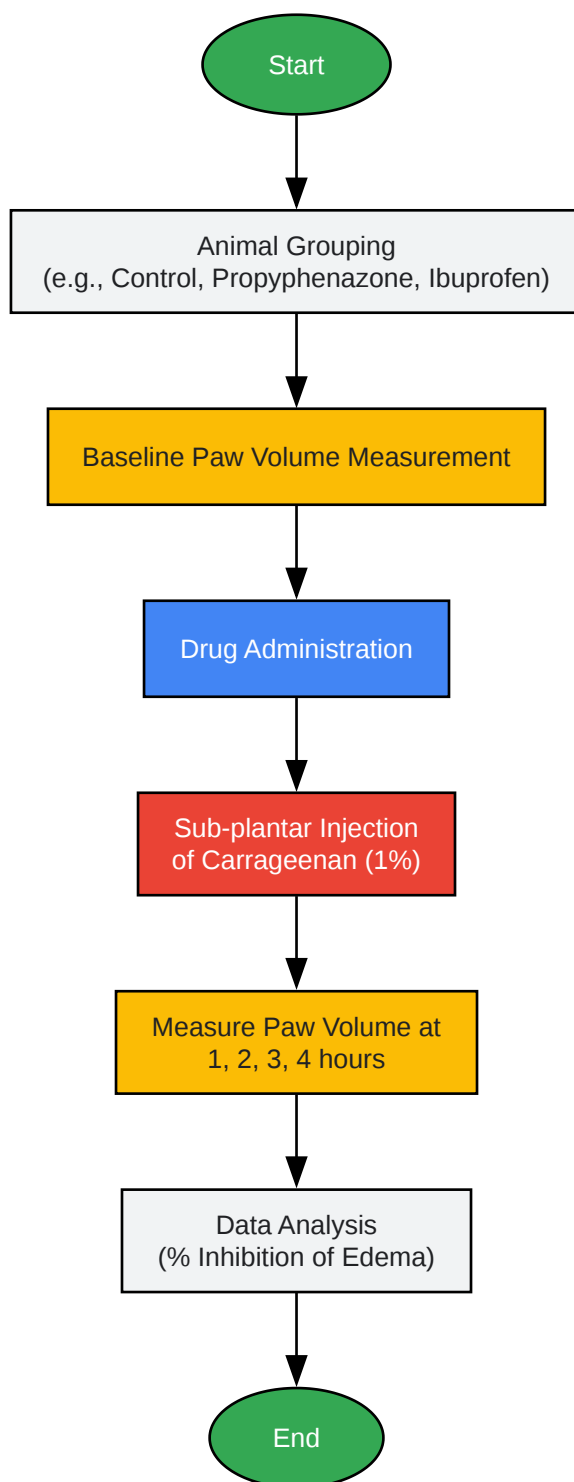 Start
Animal Grouping
(e.g., Control, Propyphenazone, Ibuprofen)
Baseline Paw Volume Measurement
Drug Administration
Sub-plantar Injection
of Carrageenan (1%)
Measure Paw Volume at
1, 2, 3, 4 hours
Data Analysis
(% Inhibition of Edema)
End